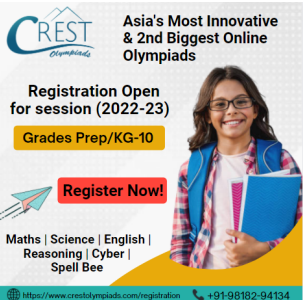 CREST
Olympiads
Asia's Most Innovative
& 2nd Biggest Online
Olympiads
Registration Open
for session (2022-23)
Grades Prep/KG-10
Register Now!
Maths | Science | English |
Reasoning | Cyber |
Spell Bee
https://www.crestolympiads.com/registration
+91-98182-94134